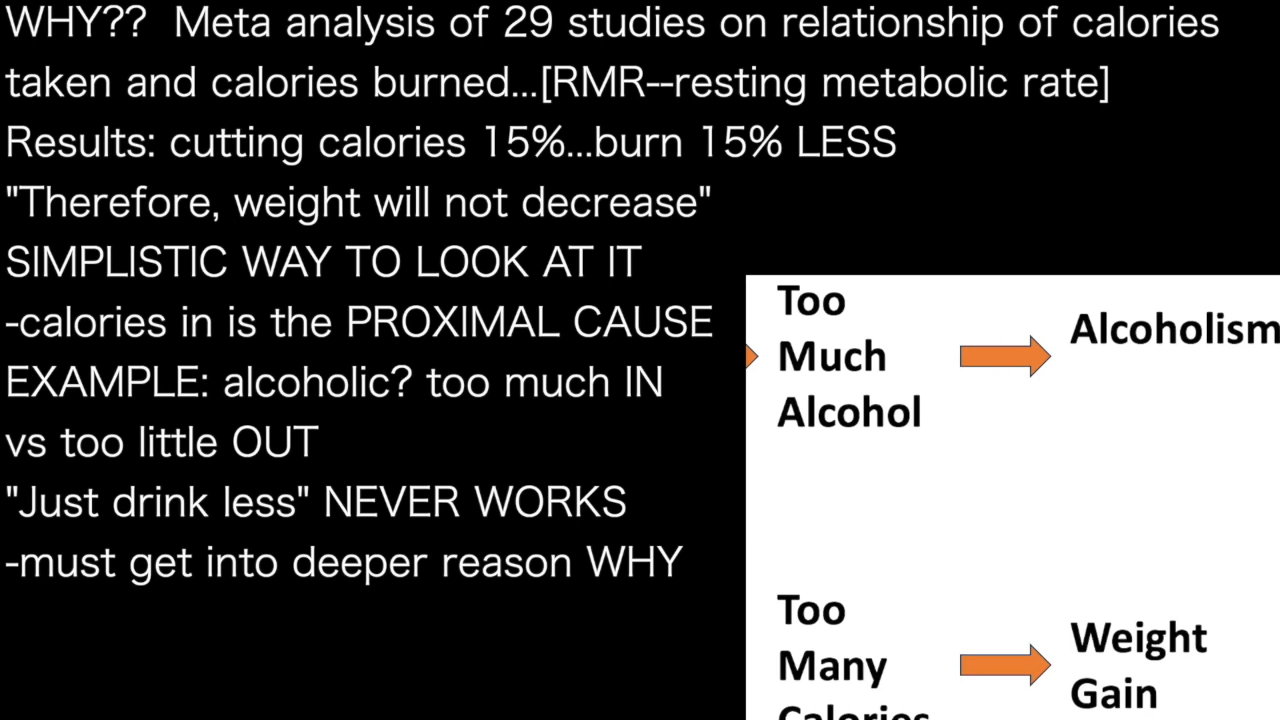 WHY??  Meta analysis of 29 studies on relationship of calories
taken and calories burned...[RMR--resting metabolic rate]
Results: cutting calories 15%...burn 15% LESS
"Therefore, weight will not decrease"
SIMPLISTIC WAY TO LOOK AT IT
-calories in is the PROXIMAL CAUSE
EXAMPLE: alcoholic? too much IN
vs too little OUT
"Just drink less" NEVER WORKS
-must get into deeper reason WHY
Too
Much
Alcohol
Alcoholism
Too
Many
Calories
Weight
Gain